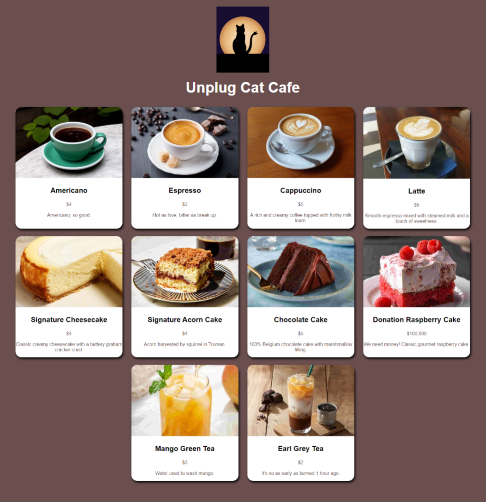 Unplug Cat Cafe
Americano
$4
Americano, so good
Espresso
$3
Hot as love, bitter as break up
Cappuccino
$5
A rich and creamy coffee topped with frothy milk
foam.
Latte
$5
Smooth espresso mixed with steamed milk and a
touch of sweetness.
Signature Cheesecake
$4
Classic creamy cheesecake with a buttery graham
cracker crust.
Signature Acorn Cake
$4
Acorn harvested by squirrel in Truman.
Chocolate Cake
$5
100% Belgium chocolate cake with marshmallow
filling.
Donation Raspberry Cake
$100,000
We need money! Classic gourmet raspberry cake.
Mango Green Tea
$3
Water used to wash mango.
Earl Grey Tea
$2
It's so as early as farmed 1 hour ago.